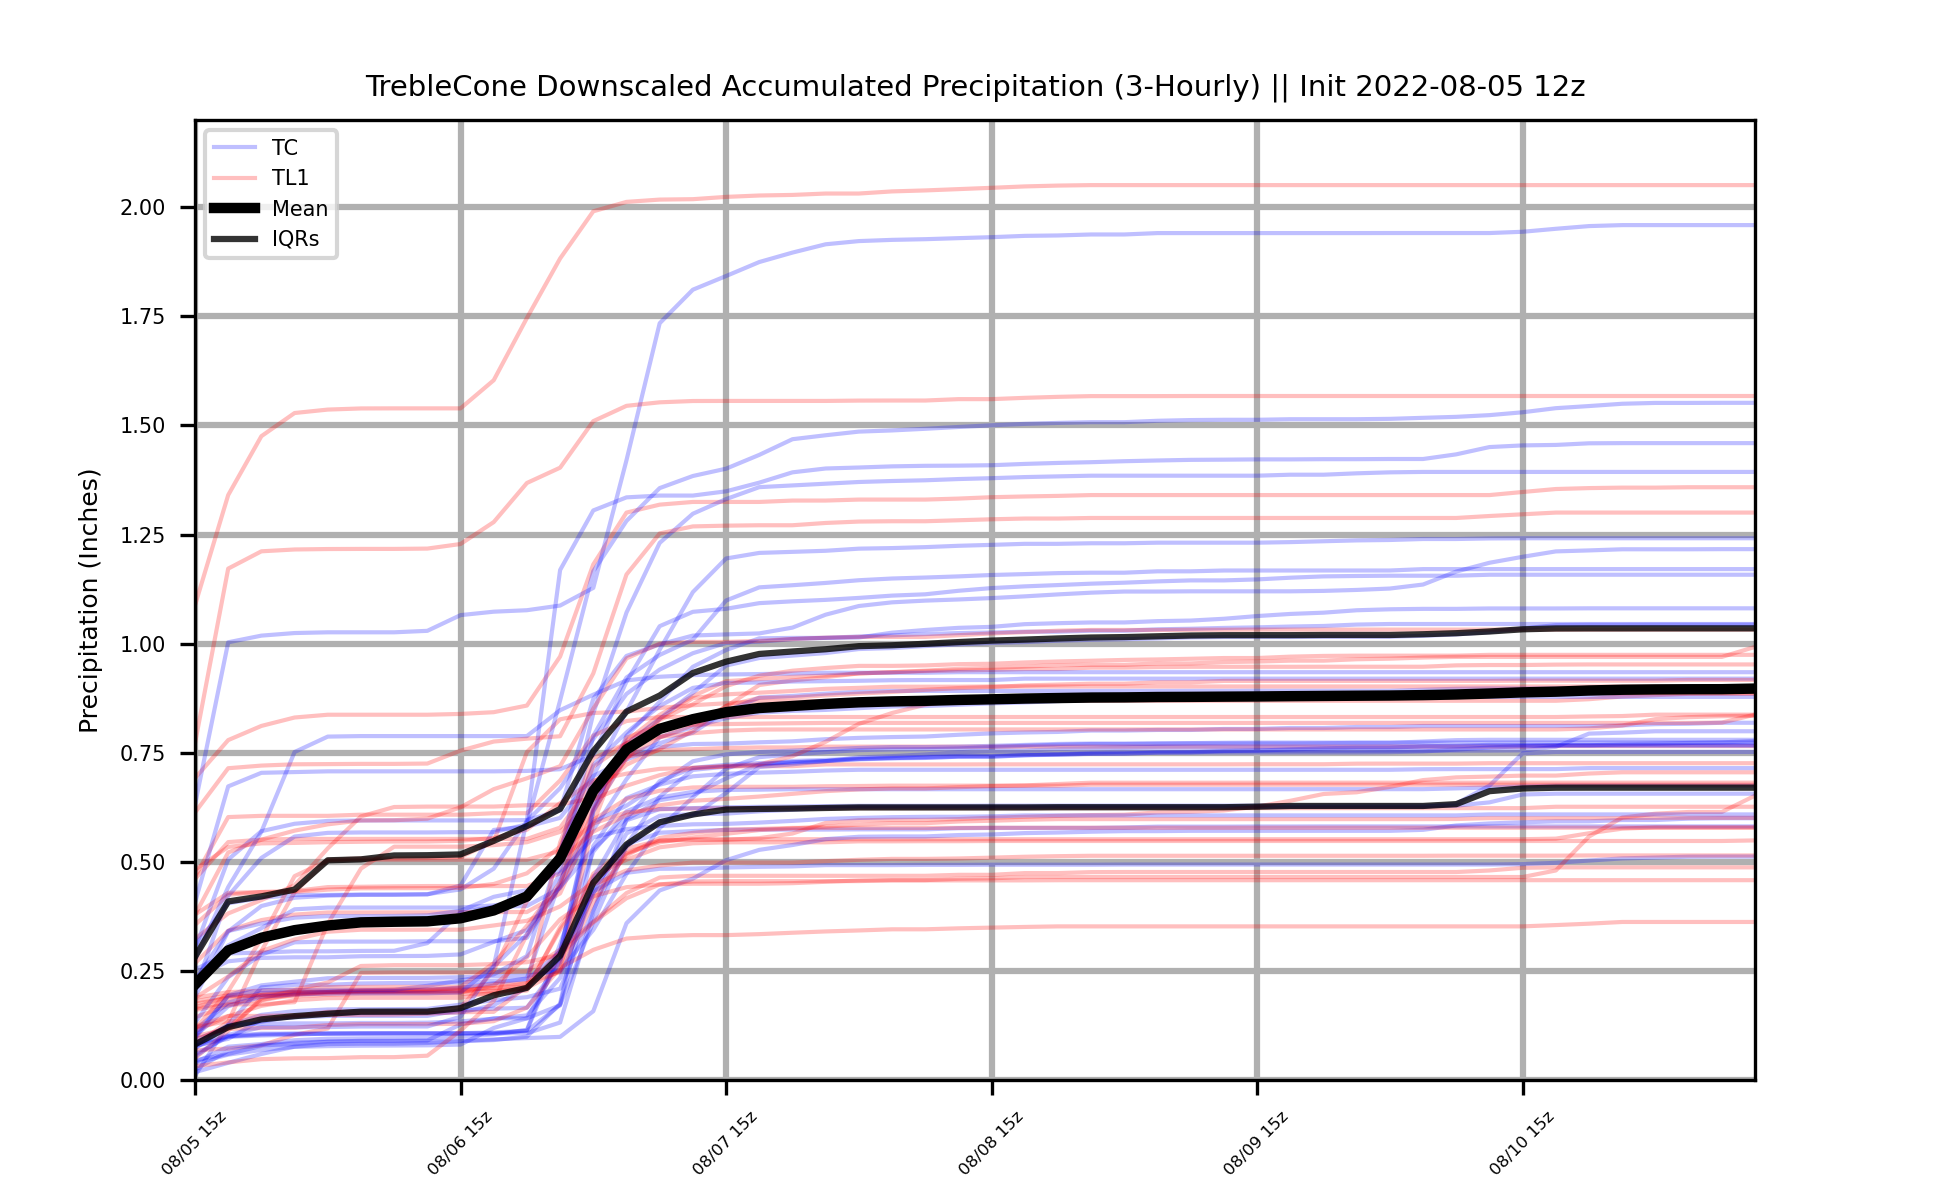 TrebleCone Downscaled Accumulated Precipitation (3-Hourly) || Init 2022-08-05 12z
TC
TL1
Mean
IQRs
Precipitation (Inches)
2.00
1.75
1.50
1.25
1.00
0.75
0.50
0.25
0.00
08/05 15z
08/06 15z
08/07 15z
08/08 15z
08/09 15z
08/10 15z